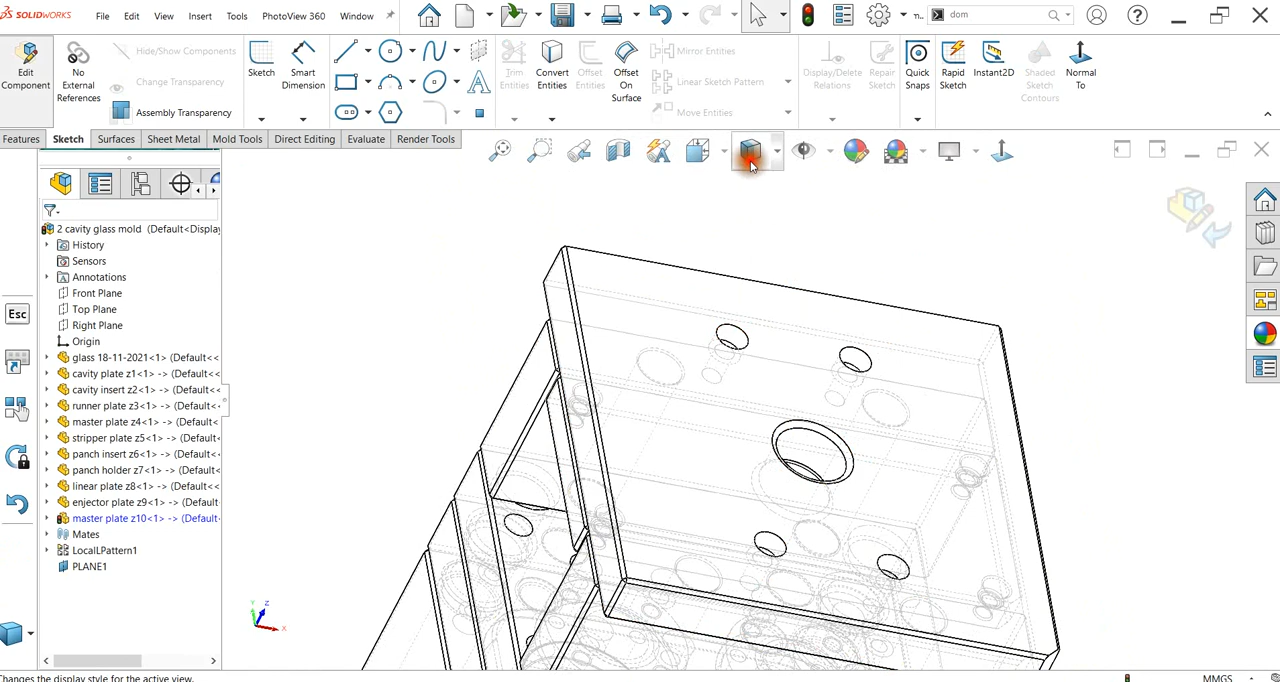 SOLIDWORKS File Edit View Insert Tools PhotoView 360 Window dom
Edit Component
No External References
Hide/Show Components
Change Transparency
Assembly Transparency
Sketch
Smart Dimension
Trim Entities
Convert Entities
Offset Entities
Offset On Surface
Mirror Entities
Linear Sketch Pattern
Move Entities
Display/Delete Relations
Repair Sketch
Quick Snaps
Rapid Sketch
Instant2D
Shaded Sketch Contours
Normal To
Features Sketch Surfaces Sheet Metal Mold Tools Direct Editing Evaluate Render Tools
2 cavity glass mold (Default<Display
History
Sensors
Annotations
Front Plane
Top Plane
Right Plane
Origin
glass 18-11-2021<1> (Default<<
cavity plate z1<1> -> (Default<
cavity insert z2<1> -> (Default<
runner plate z3<1> -> (Default<
master plate z4<1> -> (Default<
stripper plate z5<1> -> (Default
panch insert z6<1> -> (Default<
panch holder z7<1> -> (Default<
linear plate z8<1> -> (Default<<
enjector plate z9<1> -> (Default
master plate z10<1> -> (Default
Mates
LocalLPattern1
PLANE1
Esc
Y
Z
X
Changes the display style for the active view.
MMGS